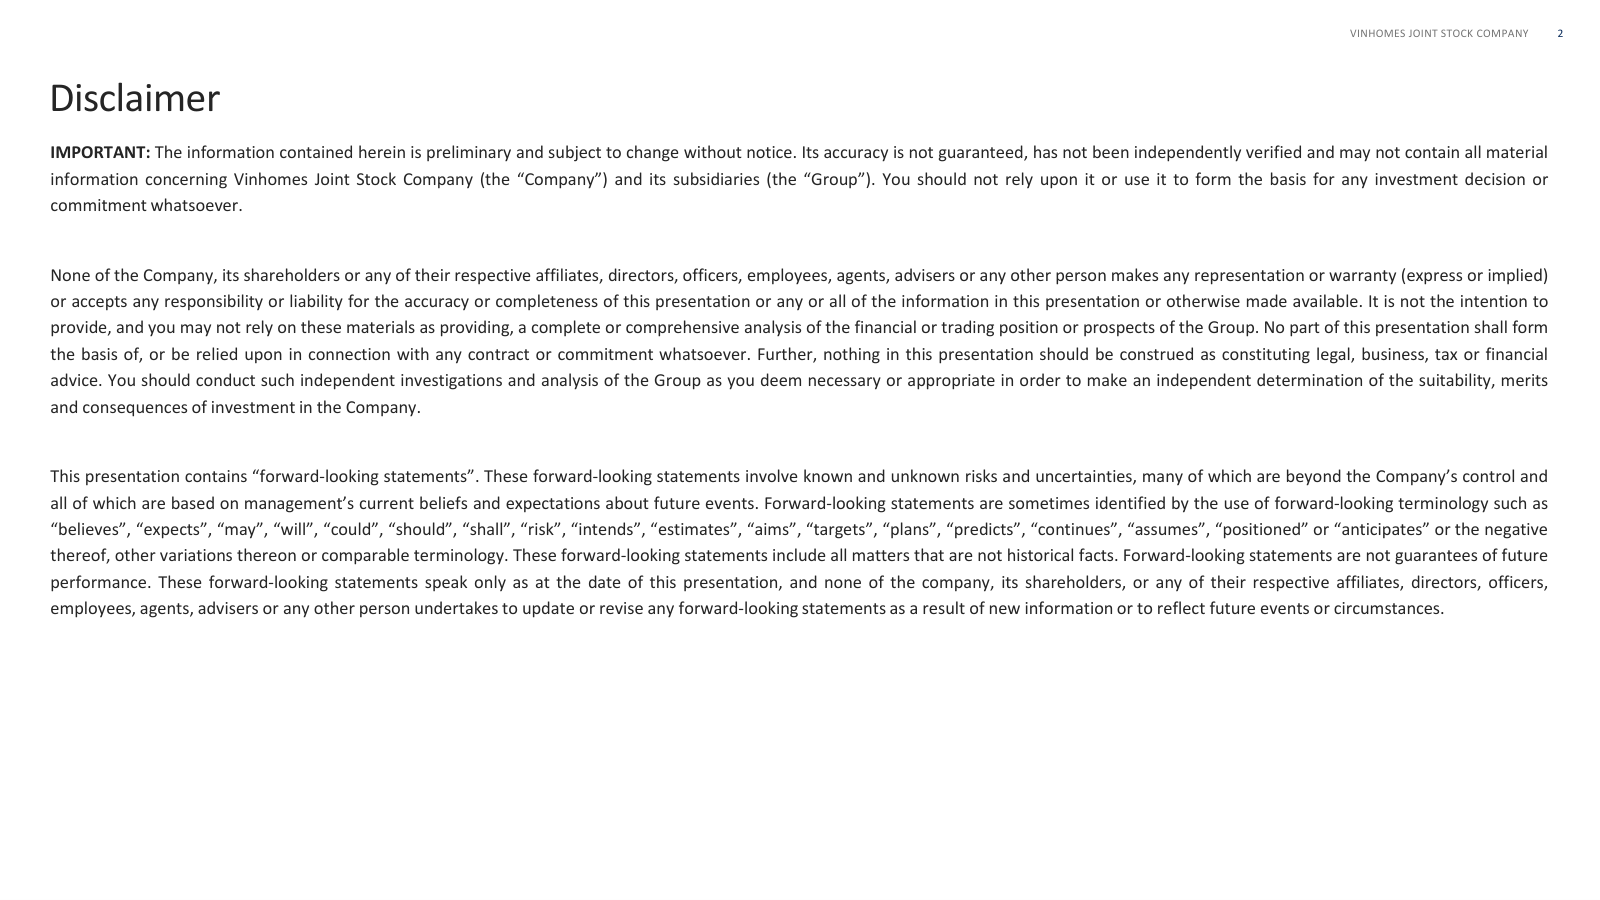 VINHOMES JOINT STOCK COMPANY 2
Disclaimer
IMPORTANT: The information contained herein is preliminary and subject to change without notice. Its accuracy is not guaranteed, has not been independently verified and may not contain all material
information concerning Vinhomes Joint Stock Company (the “Company”) and its subsidiaries (the “Group”). You should not rely upon it or use it to form the basis for any investment decision or
commitment whatsoever.
None of the Company, its shareholders or any of their respective affiliates, directors, officers, employees, agents, advisers or any other person makes any representation or warranty (express or implied)
or accepts any responsibility or liability for the accuracy or completeness of this presentation or any or all of the information in this presentation or otherwise made available. It is not the intention to
provide, and you may not rely on these materials as providing, a complete or comprehensive analysis of the financial or trading position or prospects of the Group. No part of this presentation shall form
the basis of, or be relied upon in connection with any contract or commitment whatsoever. Further, nothing in this presentation should be construed as constituting legal, business, tax or financial
advice. You should conduct such independent investigations and analysis of the Group as you deem necessary or appropriate in order to make an independent determination of the suitability, merits
and consequences of investment in the Company.
This presentation contains “forward-looking statements”. These forward-looking statements involve known and unknown risks and uncertainties, many of which are beyond the Company’s control and
all of which are based on management’s current beliefs and expectations about future events. Forward-looking statements are sometimes identified by the use of forward-looking terminology such as
“believes”, “expects”, “may”, “will”, “could”, “should”, “shall”, “risk”, “intends”, “estimates”, “aims”, “targets”, “plans”, “predicts”, “continues”, “assumes”, “positioned” or “anticipates” or the negative
thereof, other variations thereon or comparable terminology. These forward-looking statements include all matters that are not historical facts. Forward-looking statements are not guarantees of future
performance. These forward-looking statements speak only as at the date of this presentation, and none of the company, its shareholders, or any of their respective affiliates, directors, officers,
employees, agents, advisers or any other person undertakes to update or revise any forward-looking statements as a result of new information or to reflect future events or circumstances.